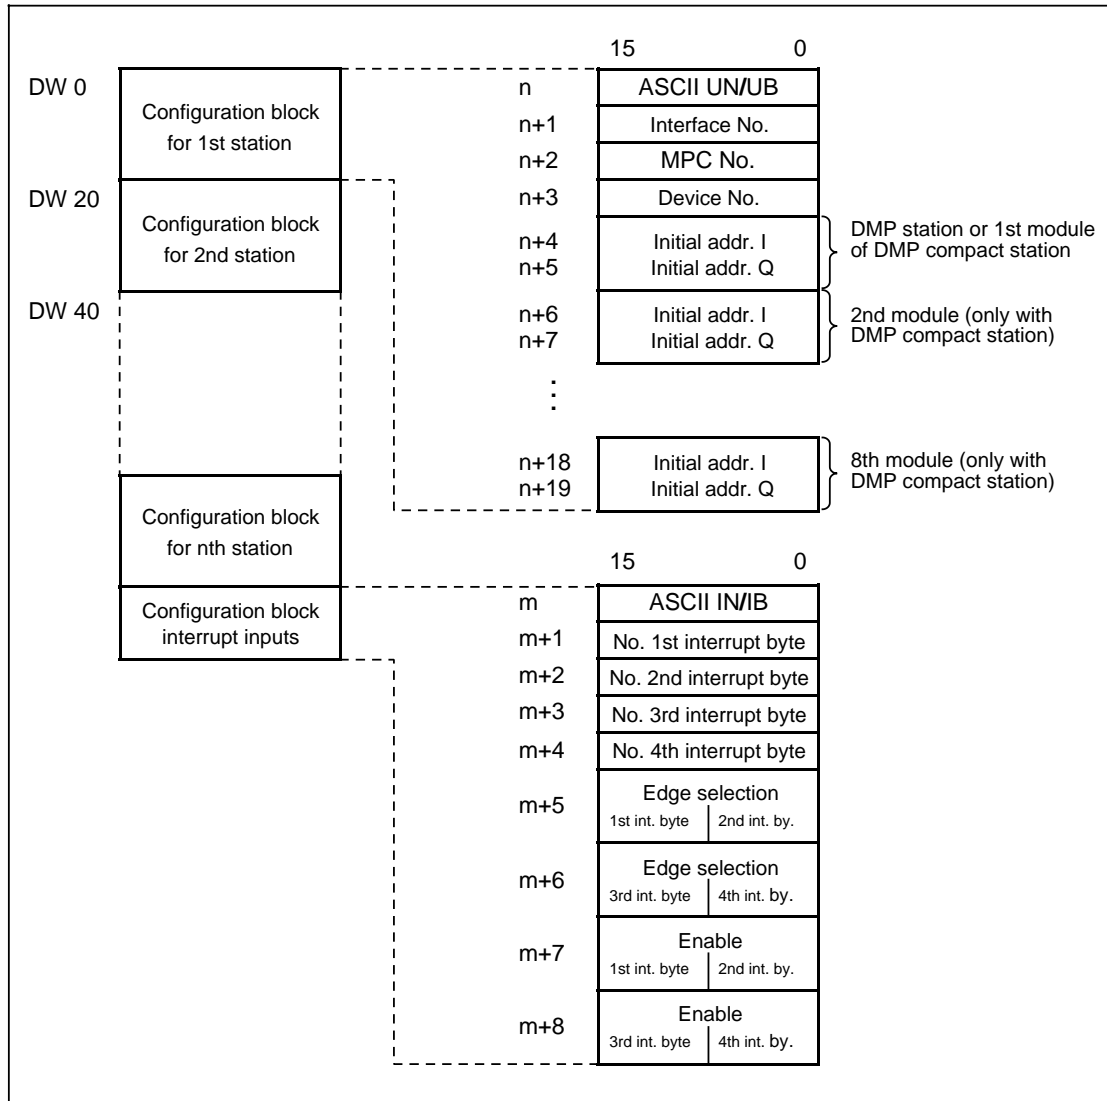 DW 0
Configuration block
for 1st station
DW 20
Configuration block
for 2nd station
DW 40
Configuration block
for nth station
Configuration block
interrupt inputs
15 0
n ASCII UN/UB
n+1 Interface No.
n+2 MPC No.
n+3 Device No.
n+4 Initial addr. I
n+5 Initial addr. Q
DMP station or 1st module
of DMP compact station
n+6 Initial addr. I
n+7 Initial addr. Q
2nd module (only with
DMP compact station)
n+18 Initial addr. I
n+19 Initial addr. Q
8th module (only with
DMP compact station)
15 0
m ASCII IN/IB
m+1 No. 1st interrupt byte
m+2 No. 2nd interrupt byte
m+3 No. 3rd interrupt byte
m+4 No. 4th interrupt byte
m+5 Edge selection
1st int. byte 2nd int. by.
m+6 Edge selection
3rd int. byte 4th int. by.
m+7 Enable
1st int. byte 2nd int. by.
m+8 Enable
3rd int. byte 4th int. by.